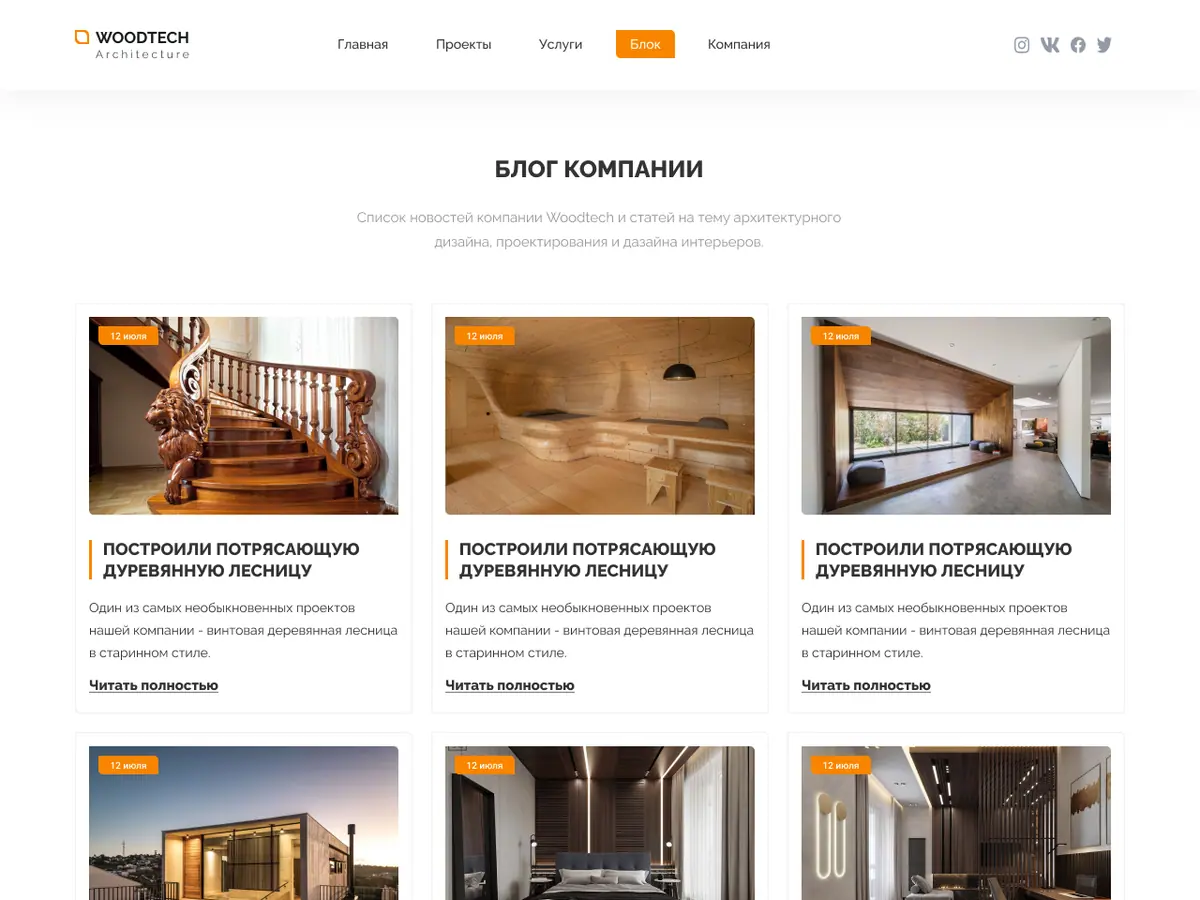 WOODTECH
Architecture
Главная Проекты Услуги Блок Компания
БЛОГ КОМПАНИИ
Список новостей компании Woodtech и статей на тему архитектурного
дизайна, проектирования и дазайна интерьеров.
12 июля
ПОСТРОИЛИ ПОТРЯСАЮЩУЮ
ДУРЕВЯННУЮ ЛЕСНИЦУ
Один из самых необыкновенных проектов
нашей компании - винтовая деревянная лесница
в старинном стиле.
Читать полностью
12 июля
ПОСТРОИЛИ ПОТРЯСАЮЩУЮ
ДУРЕВЯННУЮ ЛЕСНИЦУ
Один из самых необыкновенных проектов
нашей компании - винтовая деревянная лесница
в старинном стиле.
Читать полностью
12 июля
ПОСТРОИЛИ ПОТРЯСАЮЩУЮ
ДУРЕВЯННУЮ ЛЕСНИЦУ
Один из самых необыкновенных проектов
нашей компании - винтовая деревянная лесница
в старинном стиле.
Читать полностью
12 июля
12 июля
12 июля